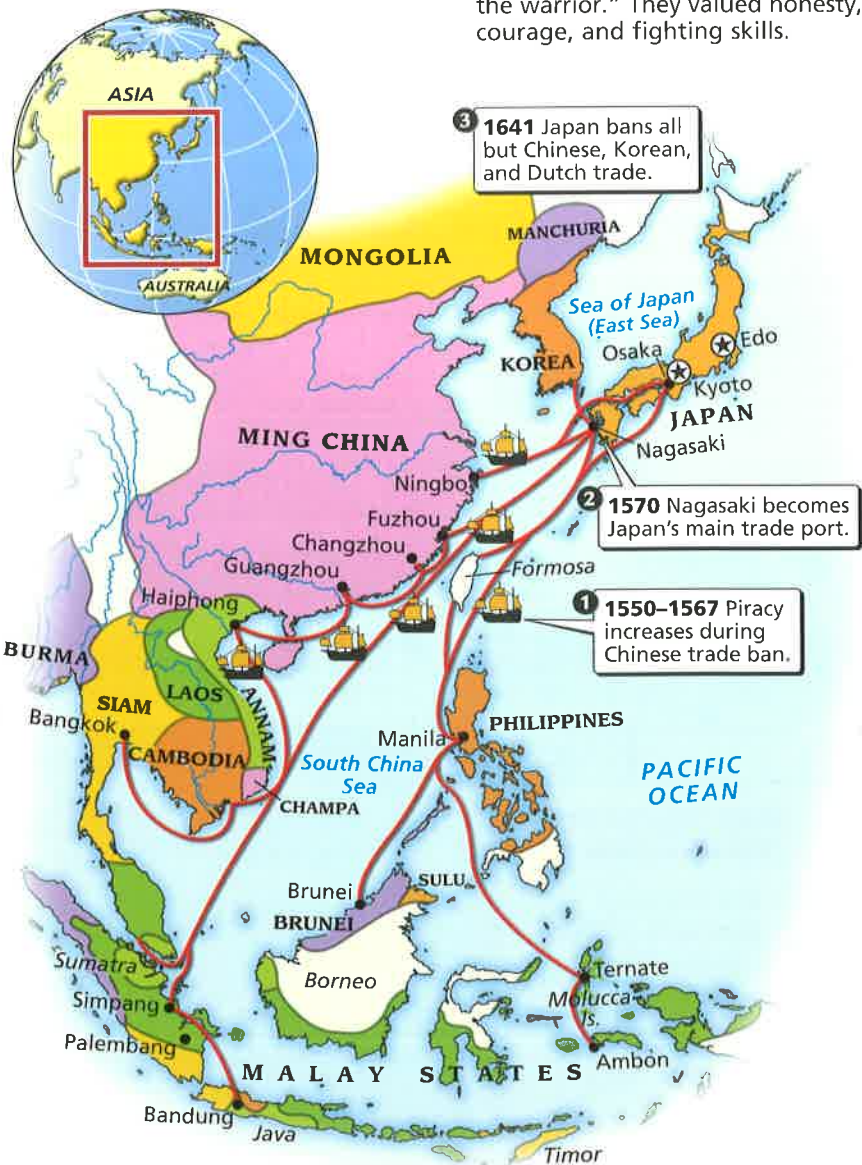 the warrior." They valued honesty,
courage, and fighting skills.
ASIA
AUSTRALIA
3 1641 Japan bans all
but Chinese, Korean,
and Dutch trade.
MANCHURIA
MONGOLIA
Sea of Japan
(East Sea)
KOREA
Osaka
Edo
Kyoto
JAPAN
Nagasaki
MING CHINA
Ningbo
2 1570 Nagasaki becomes
Japan's main trade port.
Fuzhou
Changzhou
Guangzhou
Formosa
Haiphong
1 1550–1567 Piracy
increases during
Chinese trade ban.
BURMA
LAOS
SIAM
ANNAM
Bangkok
CAMBODIA
Manila
PHILIPPINES
South China
Sea
PACIFIC
OCEAN
CHAMPA
Brunei
SULU
BRUNEI
Borneo
Sumatra
Ternate
Simpang
Molucca
Is.
Palembang
MALAY STATES
Ambon
Bandung
Java
Timor